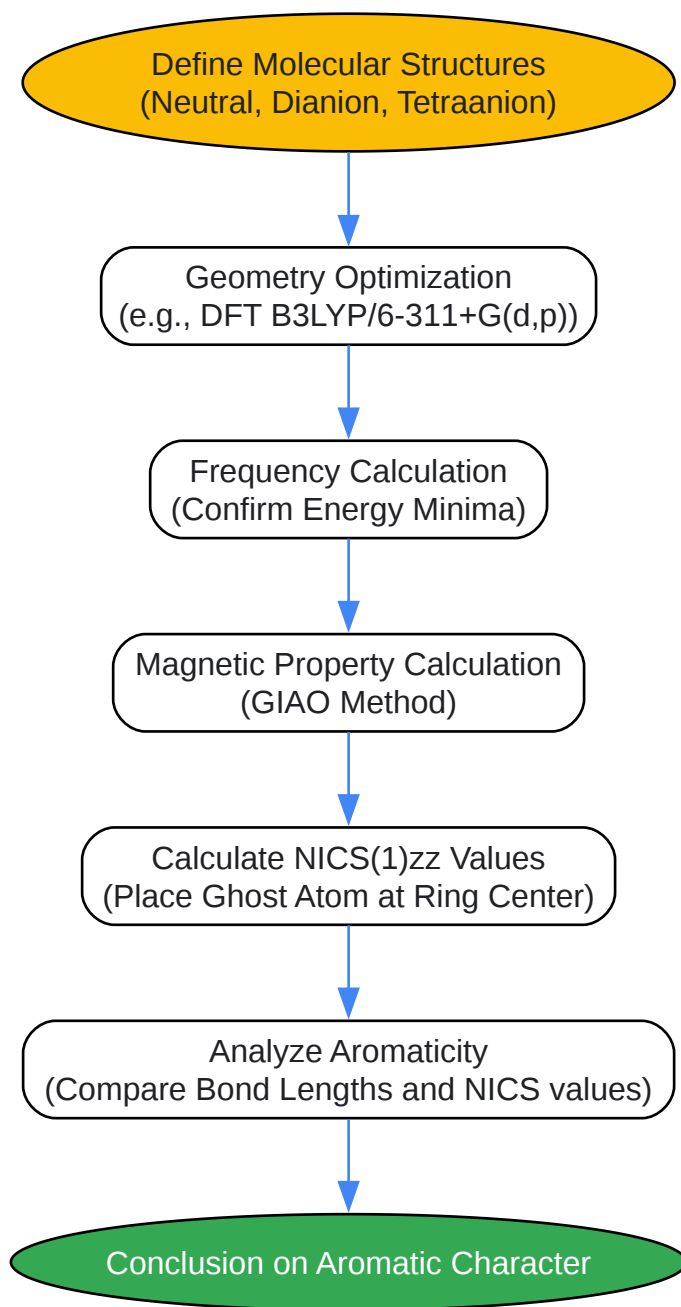 Define Molecular Structures
(Neutral, Dianion, Tetraanion)
Geometry Optimization
(e.g., DFT B3LYP/6-311+G(d,p))
Frequency Calculation
(Confirm Energy Minima)
Magnetic Property Calculation
(GIAO Method)
Calculate NICS(1)zz Values
(Place Ghost Atom at Ring Center)
Analyze Aromaticity
(Compare Bond Lengths and NICS values)
Conclusion on Aromatic Character